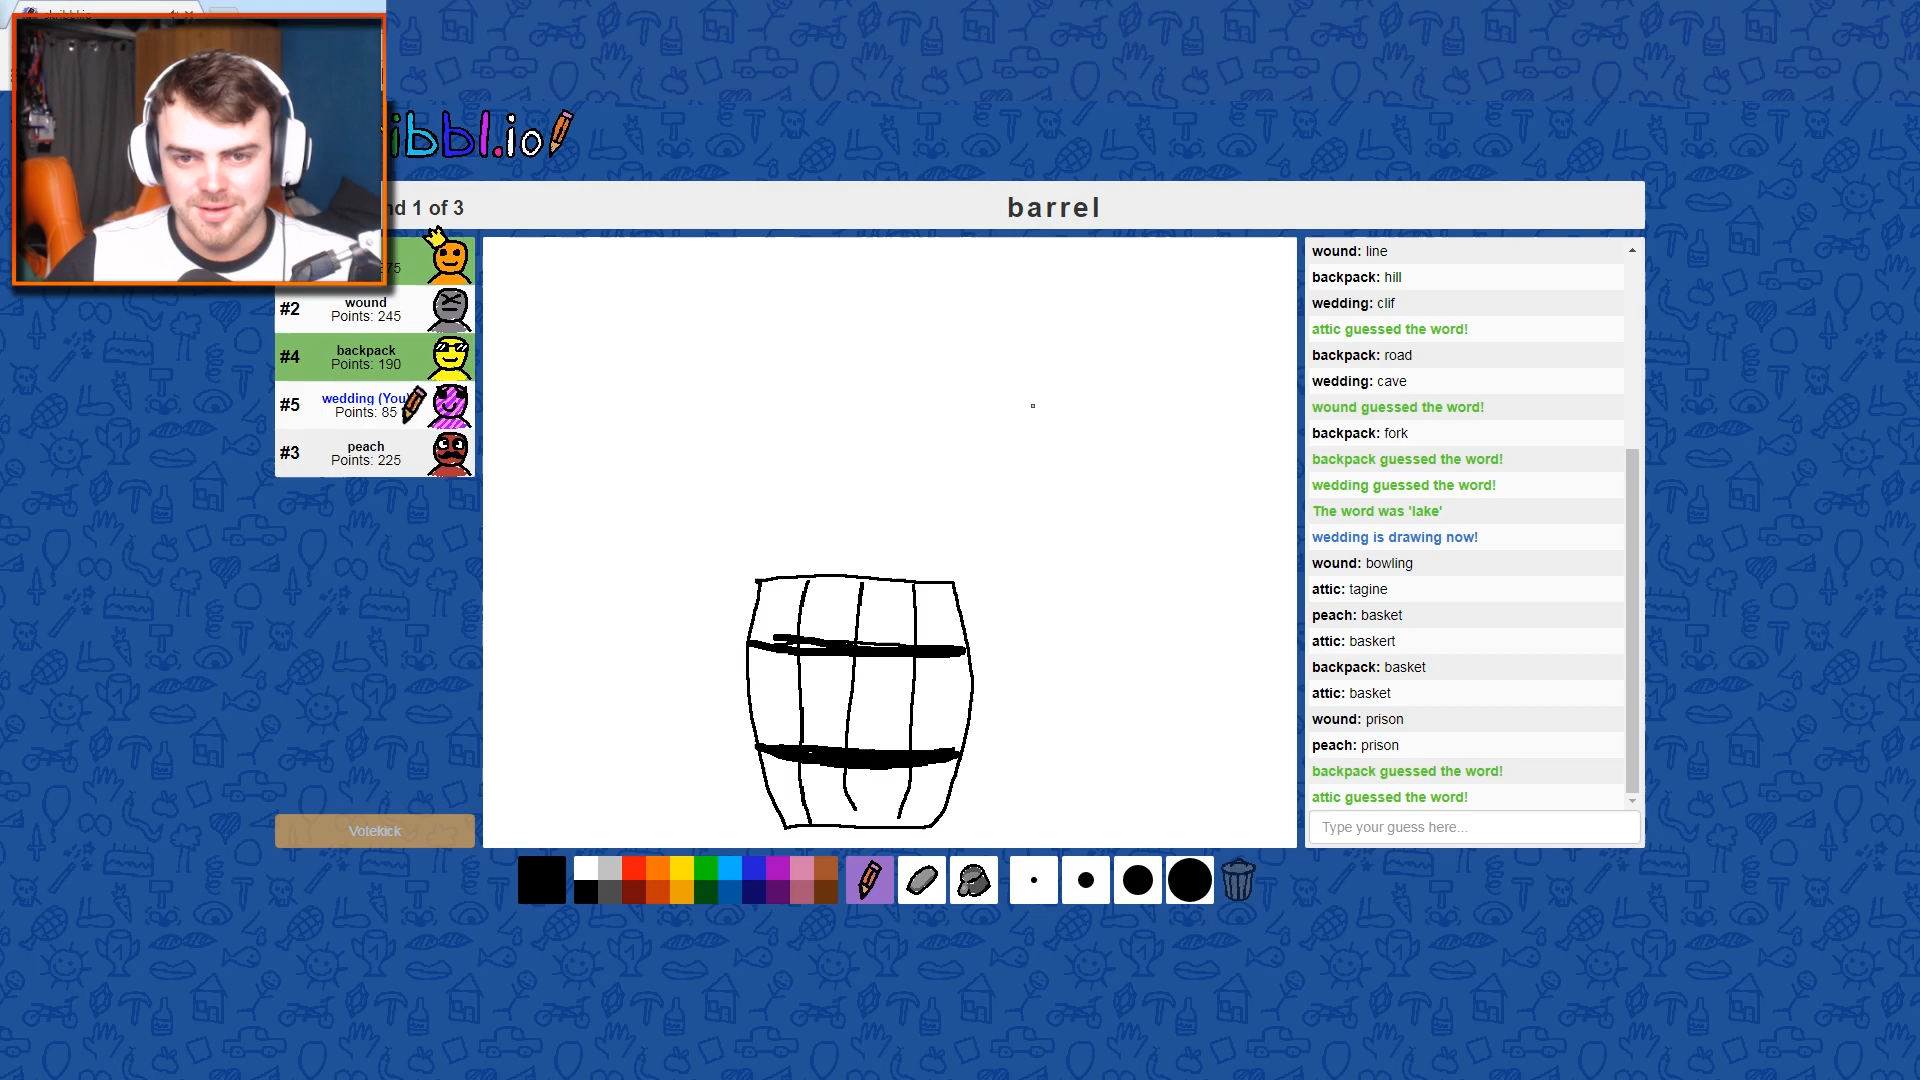 ibbl.io
nd 1 of 3
barrel
75
#2
wound
Points: 245
#4
backpack
Points: 190
#5
wedding (You)
Points: 85
#3
peach
Points: 225
Votekick
wound: line
backpack: hill
wedding: clif
attic guessed the word!
backpack: road
wedding: cave
wound guessed the word!
backpack: fork
backpack guessed the word!
wedding guessed the word!
The word was 'lake'
wedding is drawing now!
wound: bowling
attic: tagine
peach: basket
attic: baskert
backpack: basket
attic: basket
wound: prison
peach: prison
backpack guessed the word!
attic guessed the word!
Type your guess here...